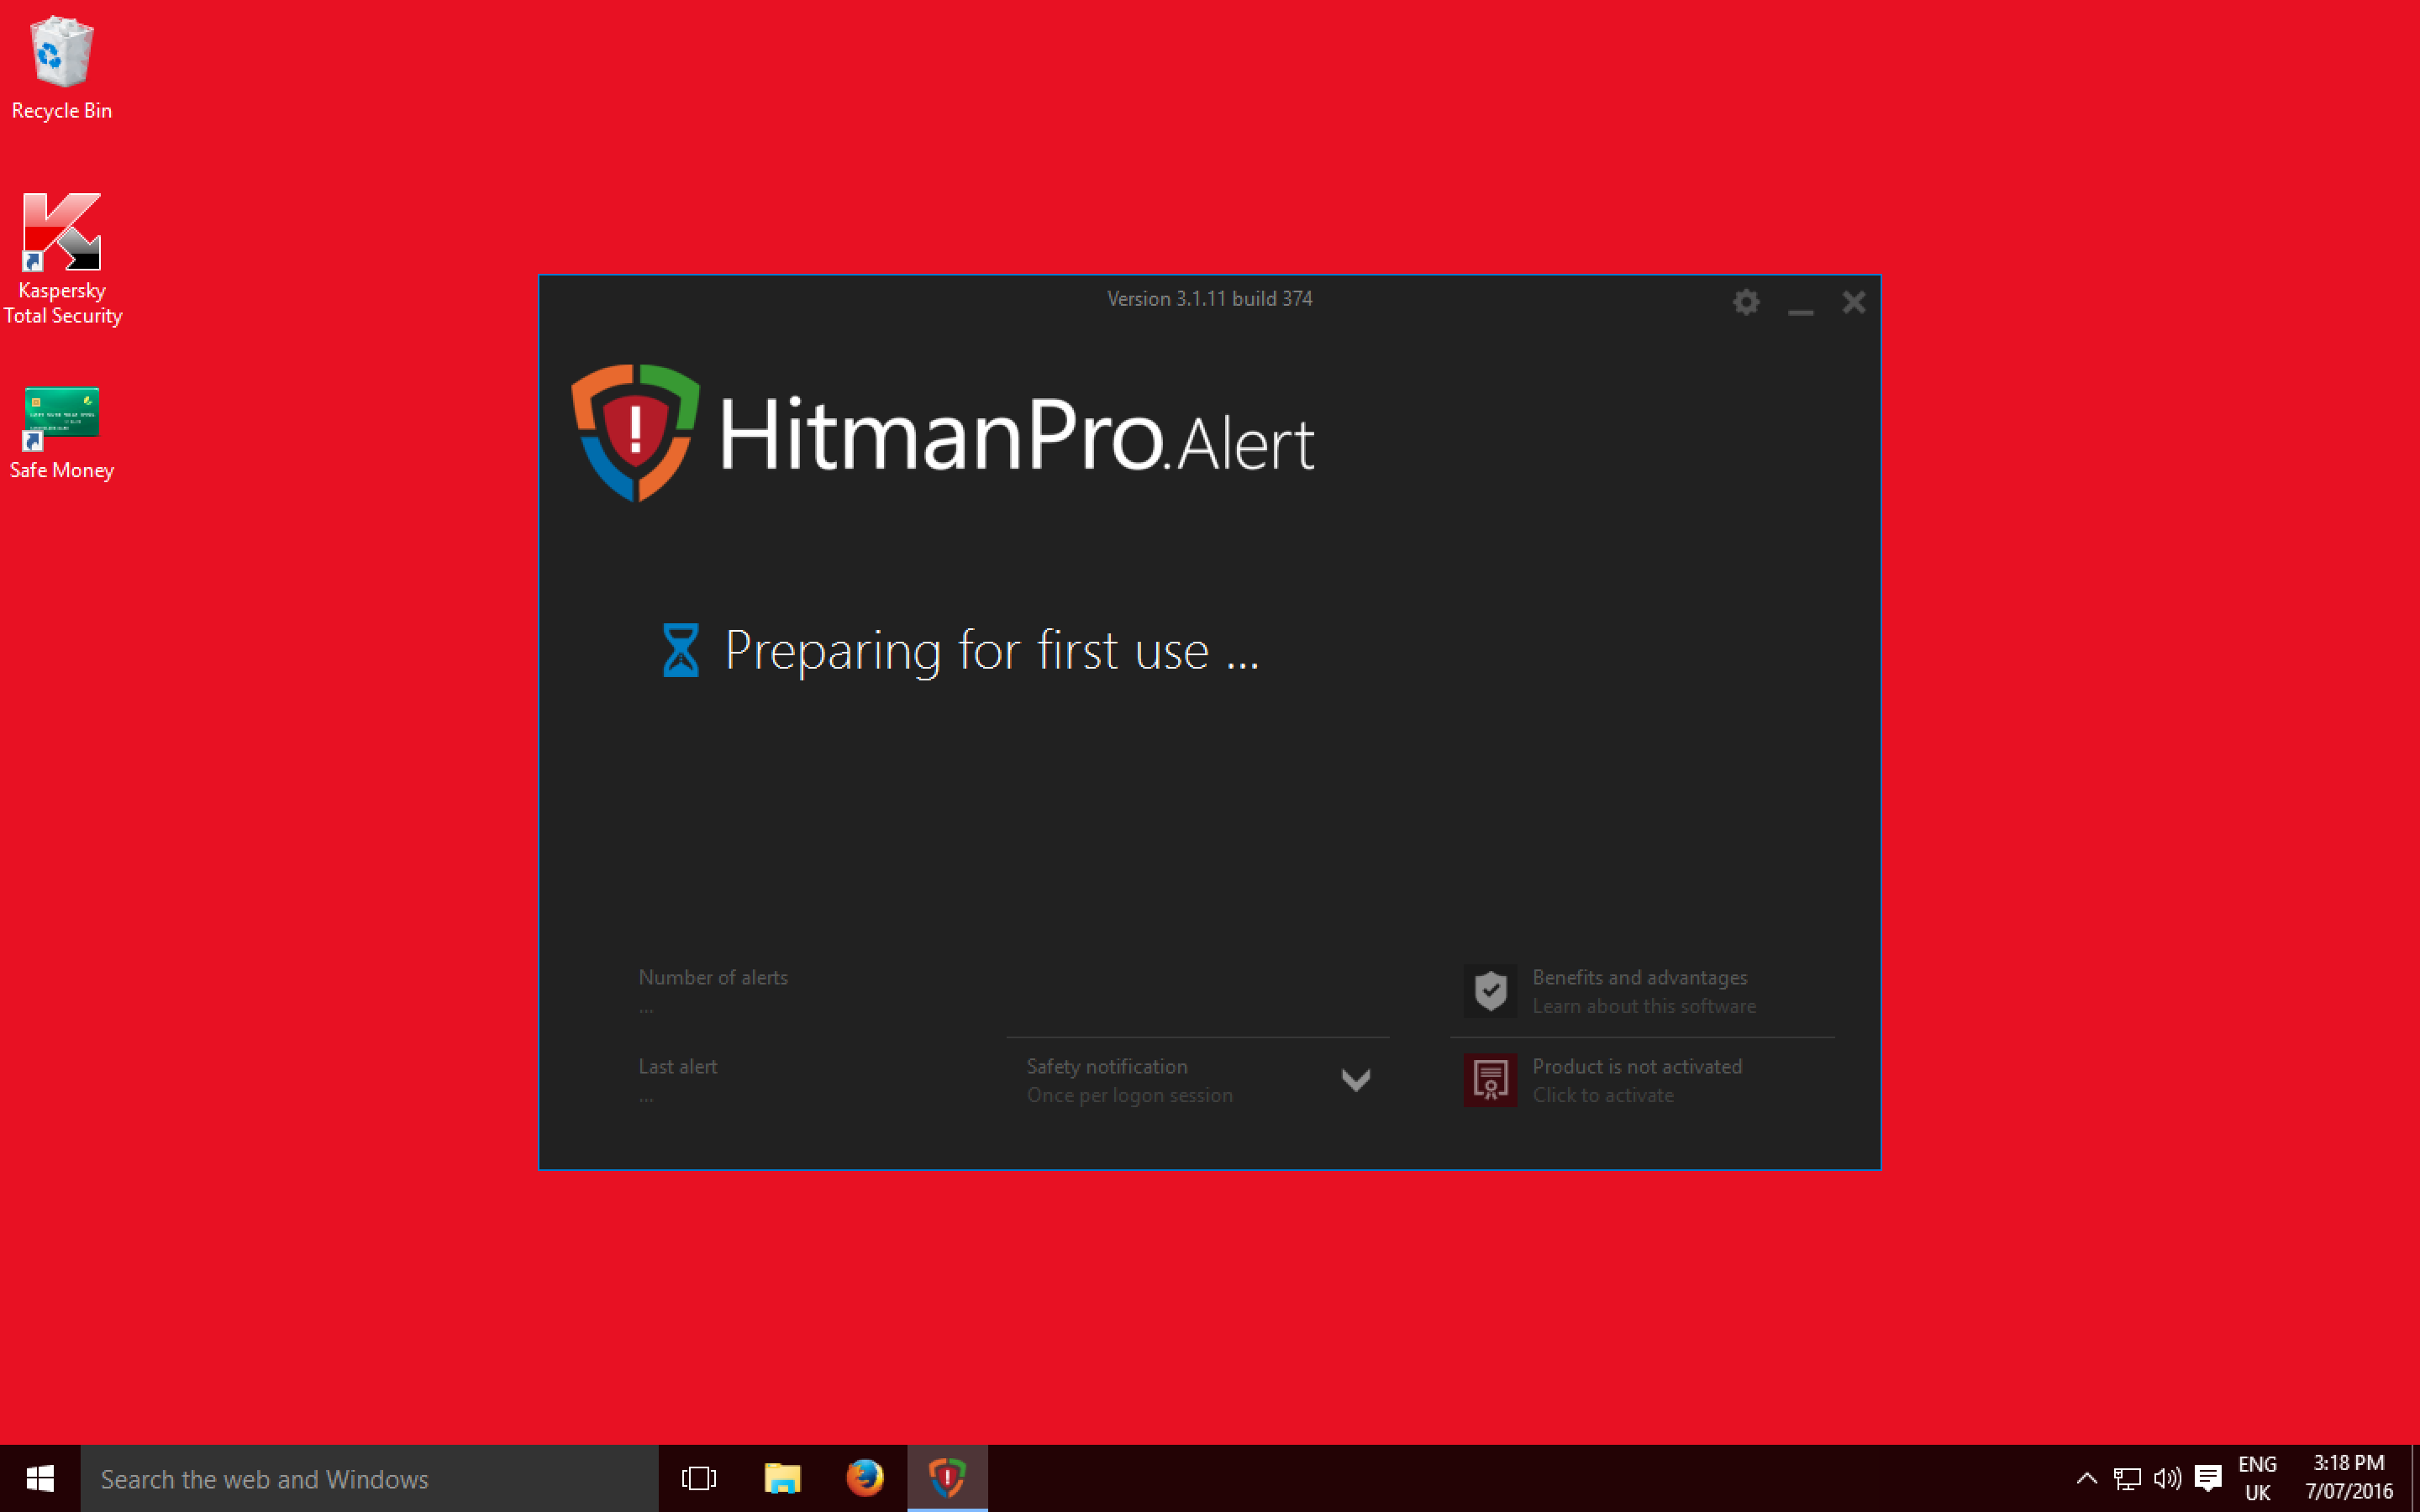 Recycle Bin
Kaspersky
Total Security
Safe Money
Version 3.1.11 build 374
HitmanPro.Alert
Preparing for first use ...
Number of alerts
...
Last alert
...
Safety notification
Once per logon session
Benefits and advantages
Learn about this software
Product is not activated
Click to activate
Search the web and Windows
ENG
UK
3:18 PM
7/07/2016